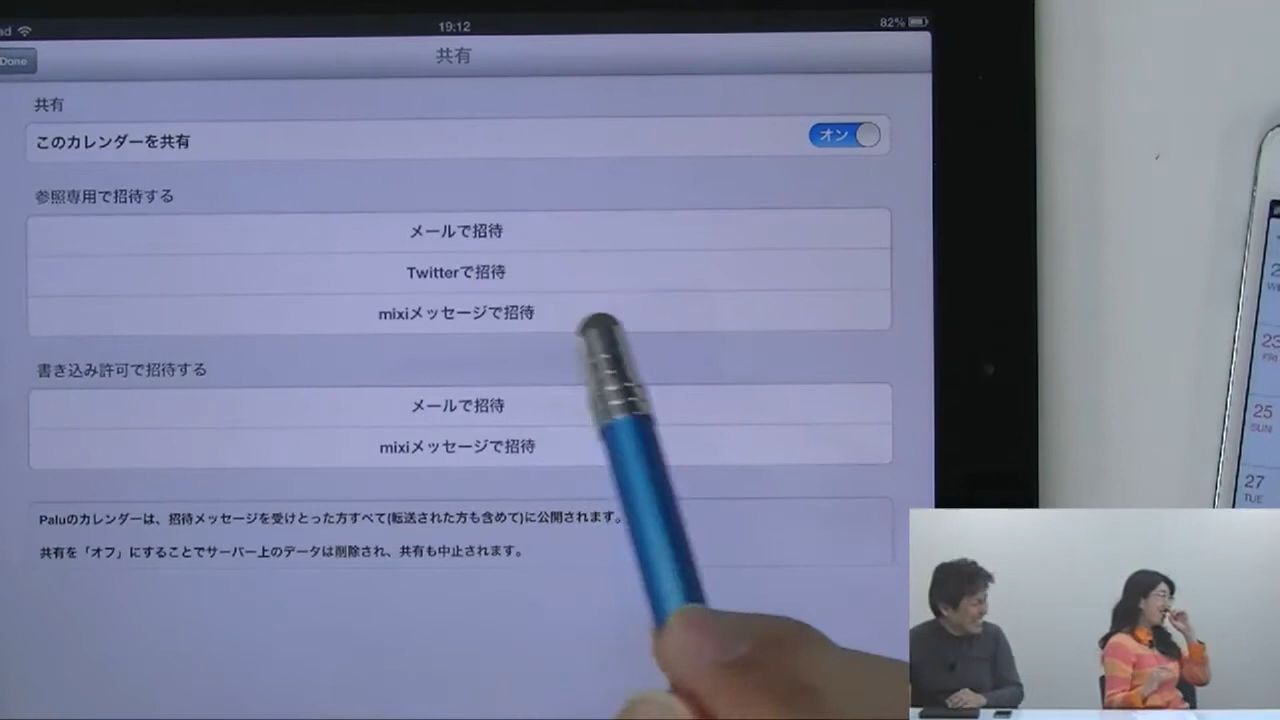 ad
19:12
82%
Done
共有
共有
このカレンダーを共有
オン
参照専用で招待する
メールで招待
Twitterで招待
mixiメッセージで招待
書き込み許可で招待する
メールで招待
mixiメッセージで招待
Paluのカレンダーは、招待メッセージを受けとった方すべて(転送された方も含めて)に公開されます。
共有を「オフ」にすることでサーバー上のデータは削除され、共有も中止されます。
23
FRI
25
SUN
27
TUE